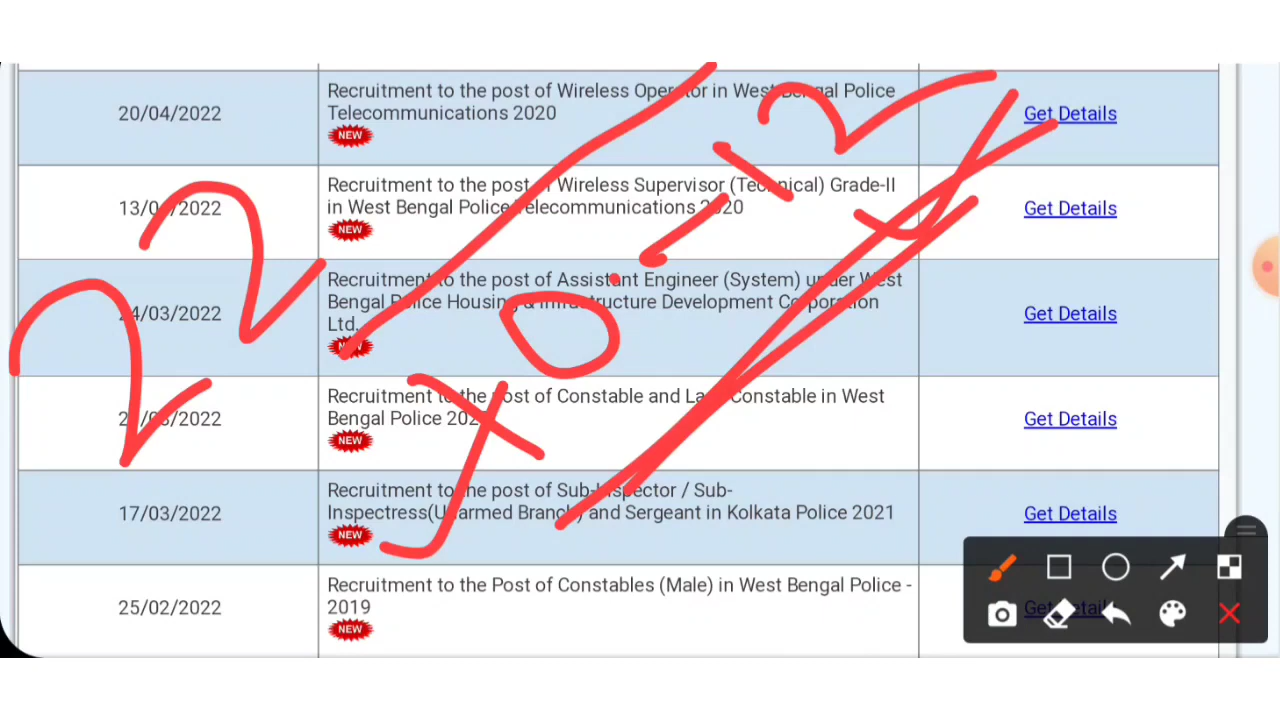 20/04/2022
Recruitment to the post of Wireless Operator in West Bengal Police
Telecommunications 2020
NEW
Get Details
13/04/2022
Recruitment to the post of Wireless Supervisor (Technical) Grade-II
in West Bengal Police Telecommunications 2020
NEW
Get Details
24/03/2022
Recruitment to the post of Assistant Engineer (System) under West
Bengal Police Housing & Infrastructure Development Corporation
Ltd.
NEW
Get Details
Recruitment to the post of Constable and Lady Constable in West
Bengal Police
NEW
Get Details
17/03/2022
Recruitment to the post of Sub-Inspector / Sub-
Inspectress(Unarmed Branch) and Sergeant in Kolkata Police 2021
NEW
Get Details
25/02/2022
Recruitment to the Post of Constables (Male) in West Bengal Police -
2019
NEW
Get Details